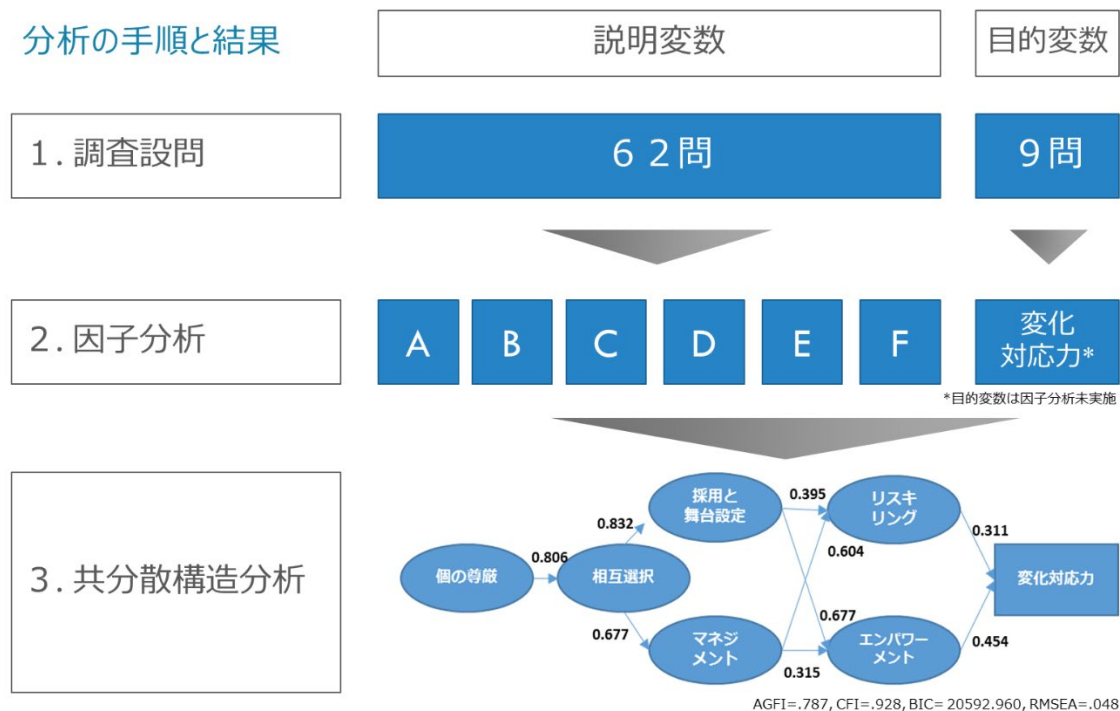 分析の手順と結果
説明変数
目的変数
1．調査設問
６２問
９問
2．因子分析
A
B
C
D
E
F
変化
対応力*
*目的変数は因子分析未実施
3．共分散構造分析
個の尊厳
0.806
相互選択
0.832
0.677
採用と
舞台設定
マネジ
メント
0.395
0.604
0.677
0.315
リスキ
リング
エンパワー
メント
0.311
0.454
変化対応力
AGFI=.787, CFI=.928, BIC= 20592.960, RMSEA=.048